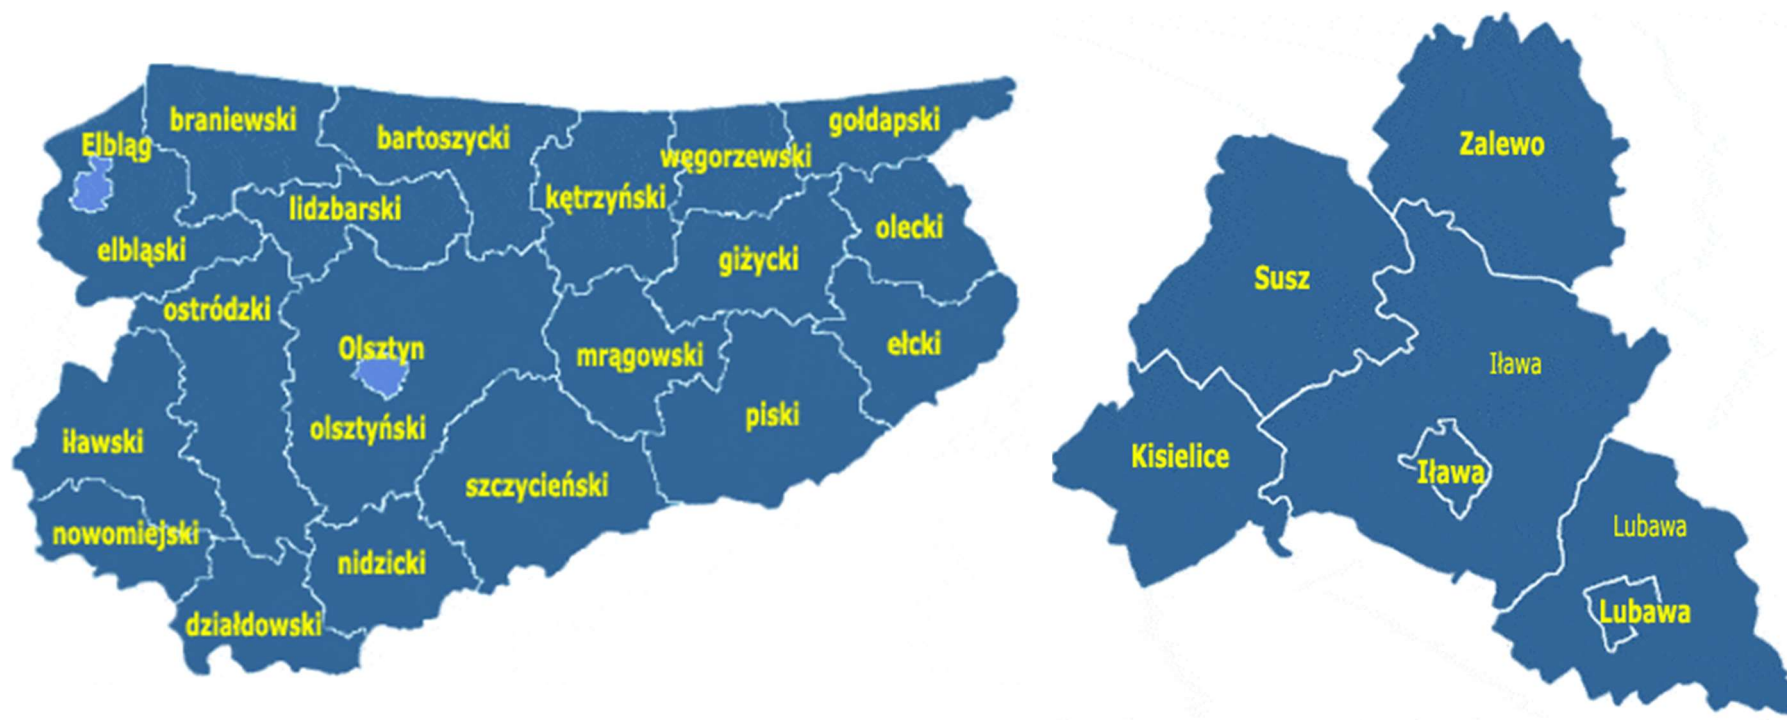 braniewski
Elbląg
bartoszycki
gołdapski
węgorzewski
kętrzyński
lidzbarski
olecki
elbląski
giżycki
ostródzki
Olsztyn
mrągowski
ełcki
olsztyński
piski
iławski
szczycieński
nowomiejski
nidzicki
działdowski
Zalewo
Susz
Iława
Kisielice
Iława
Lubawa
Lubawa